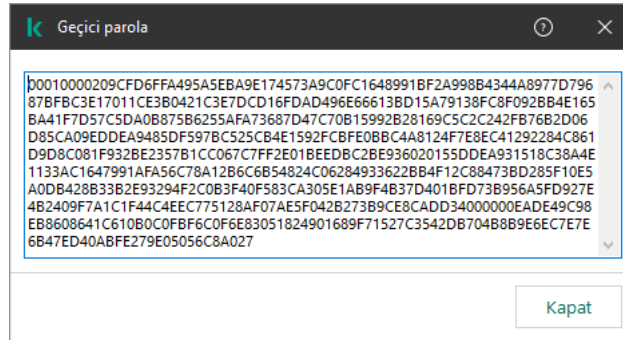 Geçici parola
00010000209CFD6FFA495A5EBA9E174573A9C0FC1648991BF2A998B4344A8977D796
87BFBC3E17011CE3B0421C3E7DCD16FDAD496E66613BD15A79138FC8F092BB4E165
BA41F7D57C5DA0B875B6255AFA73687D47C70B15992B28169C5C2C242FB76B2D06
D85CA09EDDEA9485DF597BC525CB4E1592FCBFE0BBC4A8124F7E8EC41292284C861
D9D8C081F932BE2357B1CC067C7FF2E01BEEDBC2BE936020155DDEA931518C38A4E
1133AC1647991AFA56C78A12B6C6B54824C06284933622BB4F12C88473BD285F10E5
A0DB428B33B2E93294F2C0B3F40F583CA305E1AB9F4B37D401BFD73B956A5FD927E
4B2409F7A1C1F44C4EEC775128AF07AE5F042B273B9CE8CADD34000000EADE49C98
EB8608641C610B0C0FBF6C0F6E83051824901689F71527C3542DB704B8B9E6EC7E7E
6B47ED40ABFE279E05056C8A027
Kapat